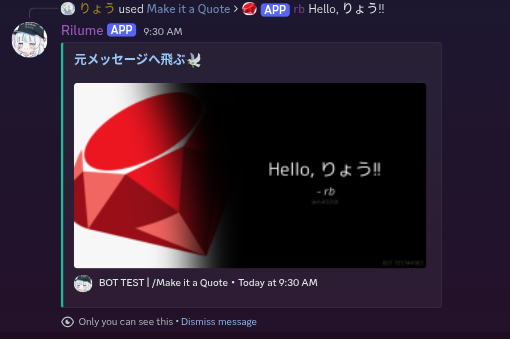 りょう used Make it a Quote › APP rb Hello, りょう!!
Rilume APP 9:30 AM
元メッセージへ飛ぶ🕊
Hello, りょう!!
- rb
BOT TEST | /Make it a Quote • Today at 9:30 AM
Only you can see this • Dismiss message